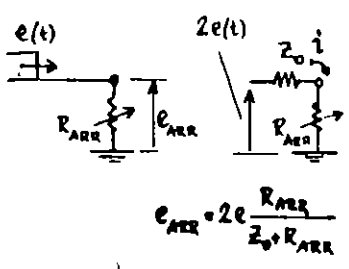 e(t)
R_ARR
e_ARR
2e(t)
Z_0
i
R_ARR
e_ARR = 2e R_ARR / Z_0 + R_ARR